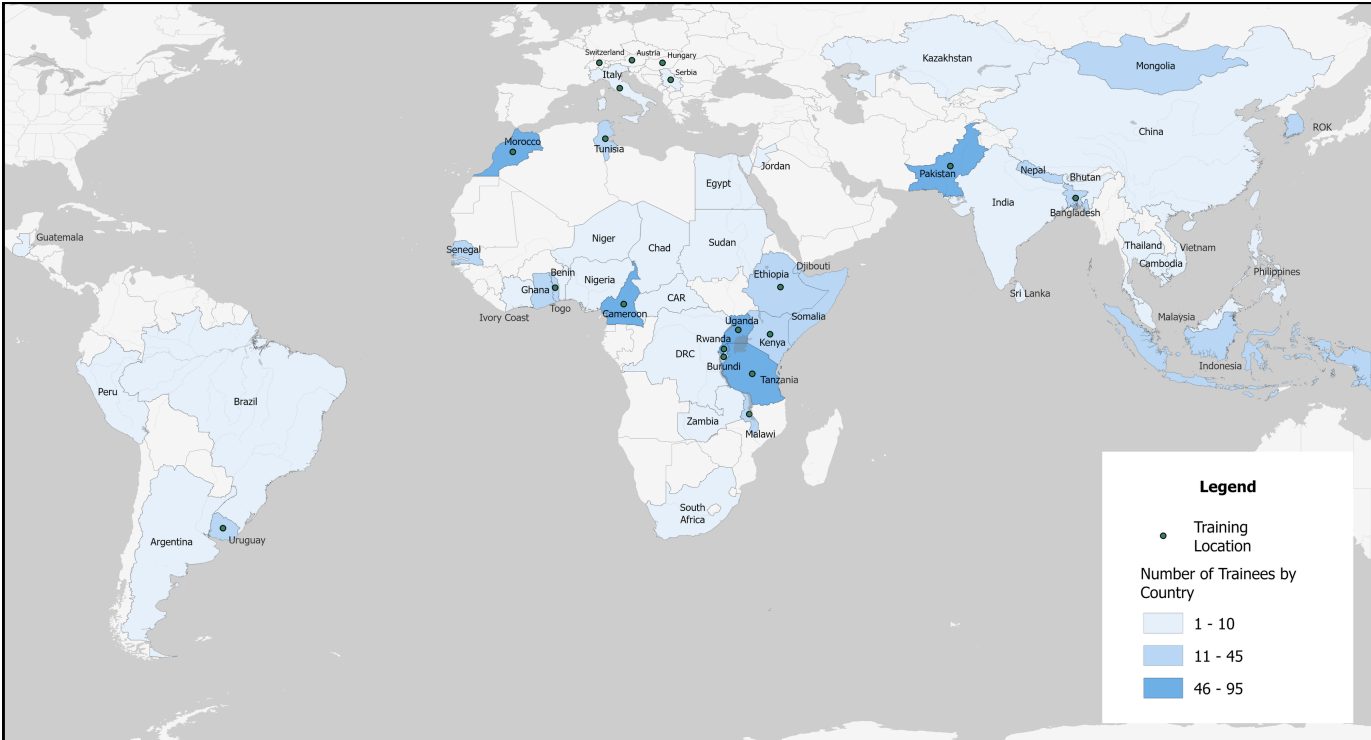 Switzerland
Austria
Hungary
Serbia
Italy
Kazakhstan
Mongolia
China
ROK
Morocco
Tunisia
Jordan
Egypt
Pakistan
Nepal
Bhutan
India
Bangladesh
Guatemala
Senegal
Niger
Chad
Sudan
Thailand
Vietnam
Cambodia
Philippines
Benin
Nigeria
Ghana
Ethiopia
Djibouti
Sri Lanka
Ivory Coast
Togo
Cameroon
CAR
Somalia
Malaysia
Uganda
Rwanda
Kenya
DRC
Burundi
Tanzania
Indonesia
Peru
Brazil
Zambia
Malawi
South
Africa
Argentina
Uruguay
Legend
Training
Location
Number of Trainees by
Country
1 - 10
11 - 45
46 - 95